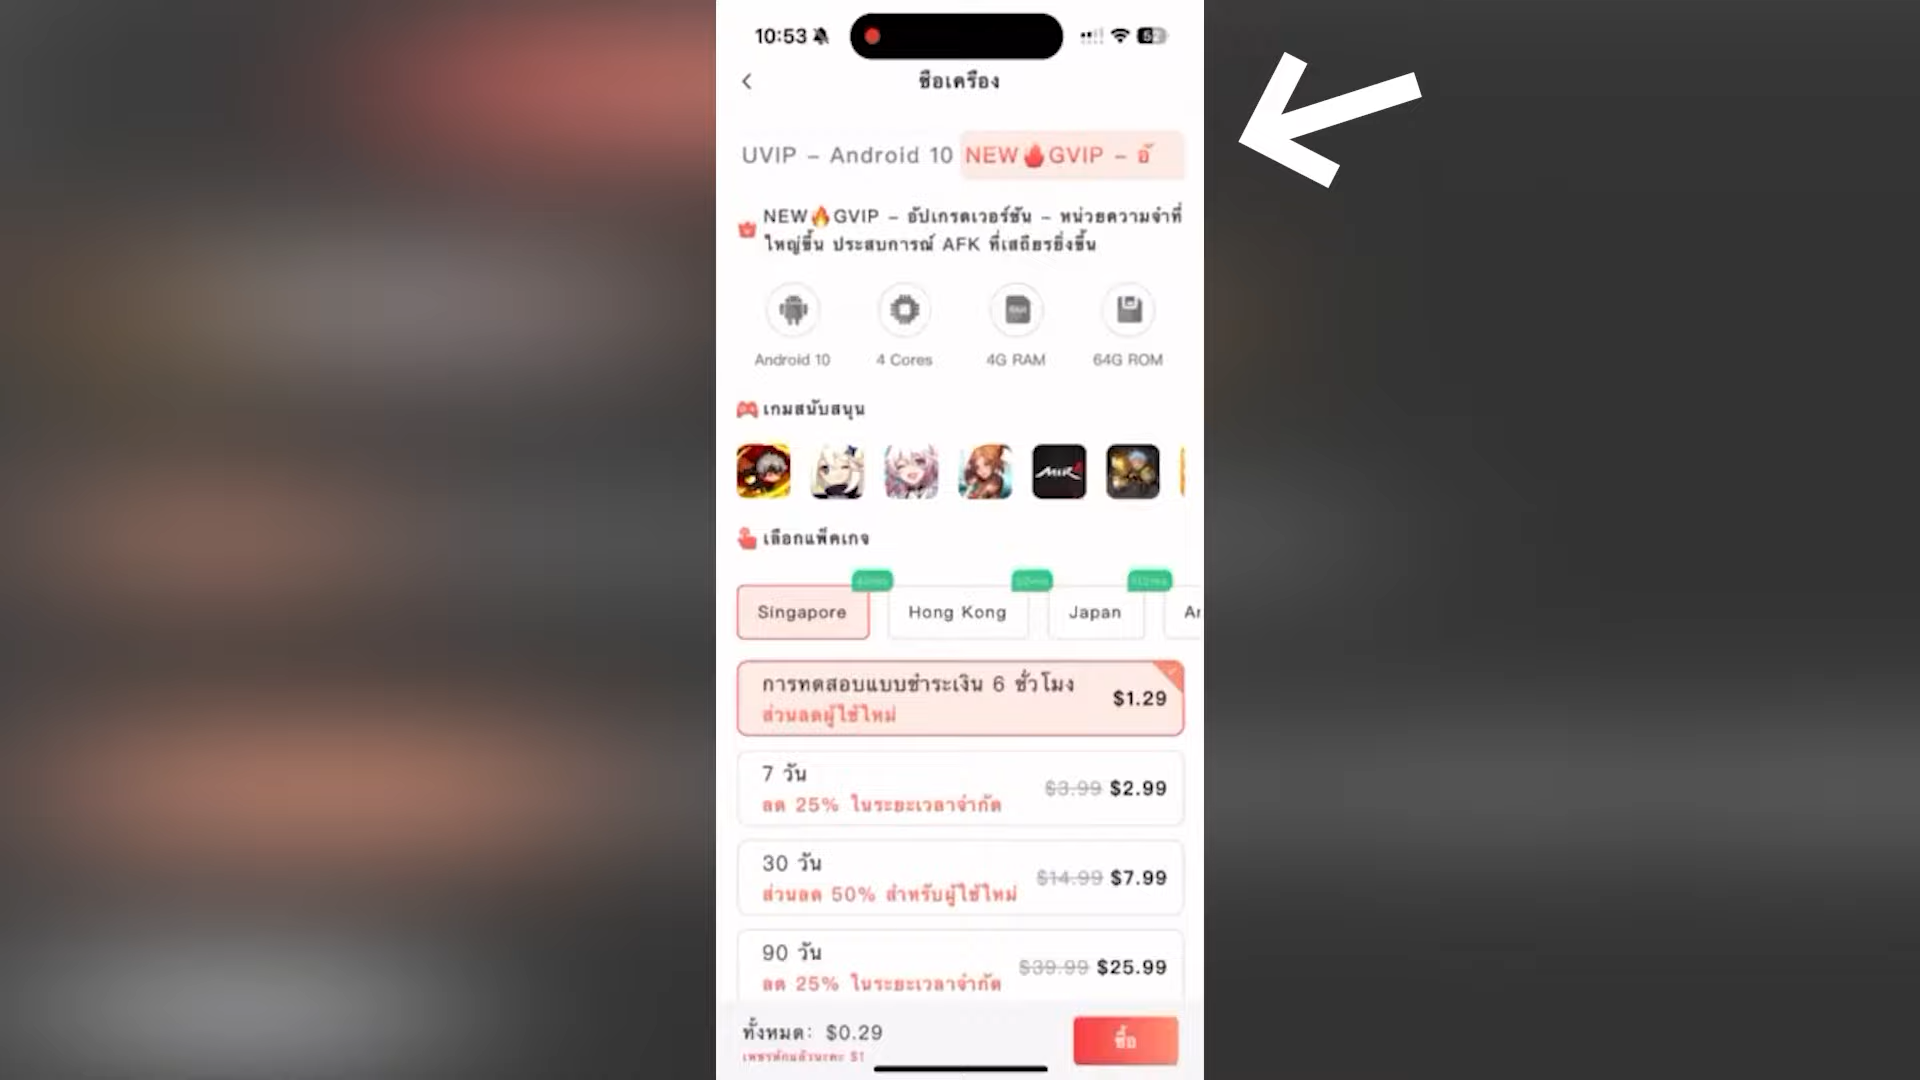 10:53
52
ซื้อเครื่อง
UVIP – Android 10
NEW🔥GVIP – อั
NEW🔥GVIP – อัปเกรดเวอร์ชัน – หน่วยความจำที่
ใหญ่ขึ้น ประสบการณ์ AFK ที่เสถียรยิ่งขึ้น
Android 10
4 Cores
4G RAM
64G ROM
เกมสนับสนุน
เลือกแพ็คเกจ
Singapore
Hong Kong
Japan
การทดสอบแบบชำระเงิน 6 ชั่วโมง
$1.29
ส่วนลดผู้ใช้ใหม่
7 วัน
$3.99 $2.99
ลด 25% ในระยะเวลาจำกัด
30 วัน
$14.99 $7.99
ส่วนลด 50% สำหรับผู้ใช้ใหม่
90 วัน
$39.99 $25.99
ลด 25% ในระยะเวลาจำกัด
ทั้งหมด: $0.29
ซื้อ